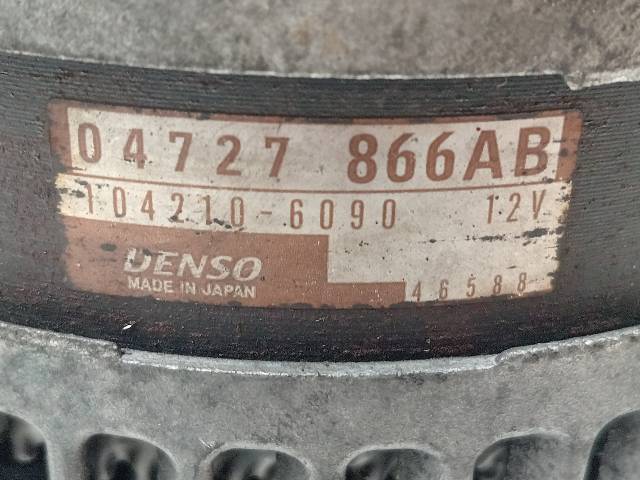 04727 866AB
104210-6090 12V
DENSO
MADE IN JAPAN
46588